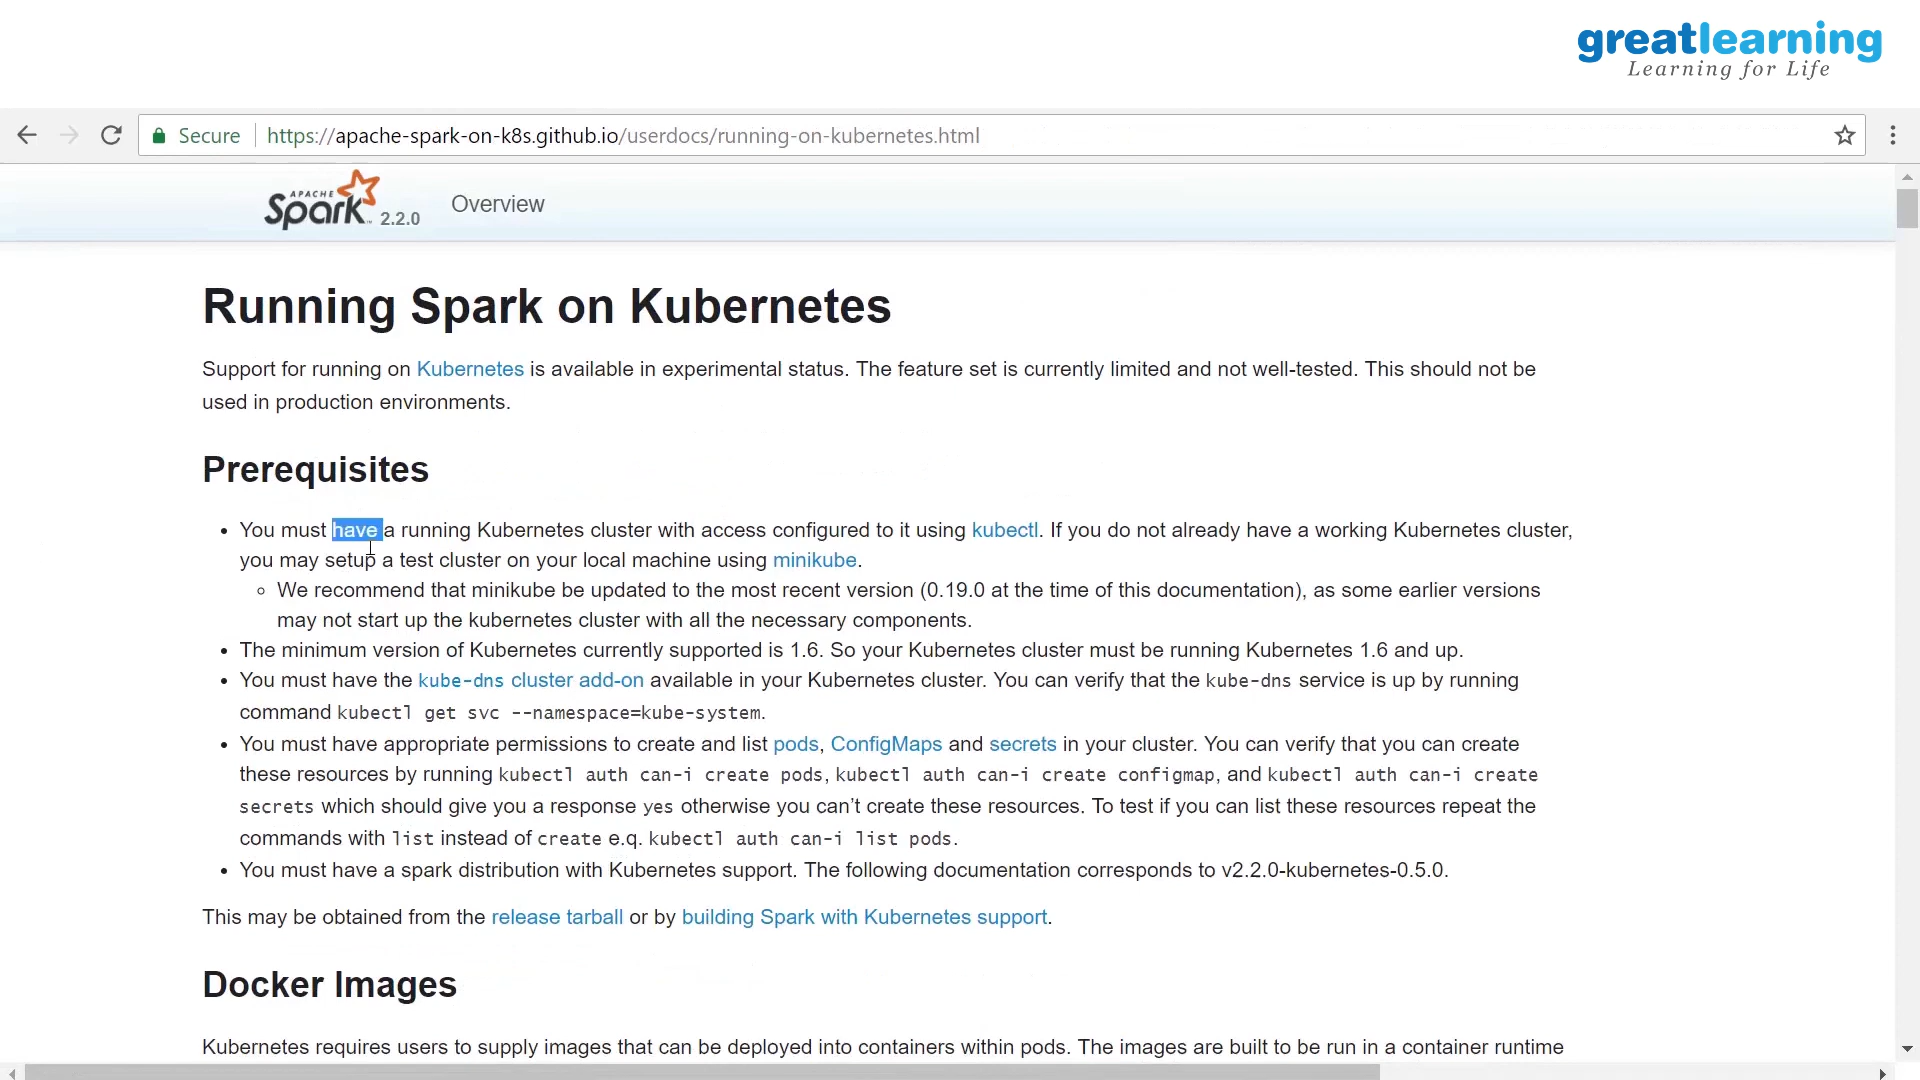 greatlearning
Learning for Life
Secure https://apache-spark-on-k8s.github.io/userdocs/running-on-kubernetes.html
APACHE
Spark™ 2.2.0 Overview
Running Spark on Kubernetes
Support for running on Kubernetes is available in experimental status. The feature set is currently limited and not well-tested. This should not be
used in production environments.
Prerequisites
• You must have a running Kubernetes cluster with access configured to it using kubectl. If you do not already have a working Kubernetes cluster,
you may setup a test cluster on your local machine using minikube.
◦ We recommend that minikube be updated to the most recent version (0.19.0 at the time of this documentation), as some earlier versions
may not start up the kubernetes cluster with all the necessary components.
• The minimum version of Kubernetes currently supported is 1.6. So your Kubernetes cluster must be running Kubernetes 1.6 and up.
• You must have the kube-dns cluster add-on available in your Kubernetes cluster. You can verify that the kube-dns service is up by running
command kubectl get svc --namespace=kube-system.
• You must have appropriate permissions to create and list pods, ConfigMaps and secrets in your cluster. You can verify that you can create
these resources by running kubectl auth can-i create pods, kubectl auth can-i create configmap, and kubectl auth can-i create
secrets which should give you a response yes otherwise you can’t create these resources. To test if you can list these resources repeat the
commands with list instead of create e.q. kubectl auth can-i list pods.
• You must have a spark distribution with Kubernetes support. The following documentation corresponds to v2.2.0-kubernetes-0.5.0.
This may be obtained from the release tarball or by building Spark with Kubernetes support.
Docker Images
Kubernetes requires users to supply images that can be deployed into containers within pods. The images are built to be run in a container runtime